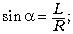 sin α = L/R;